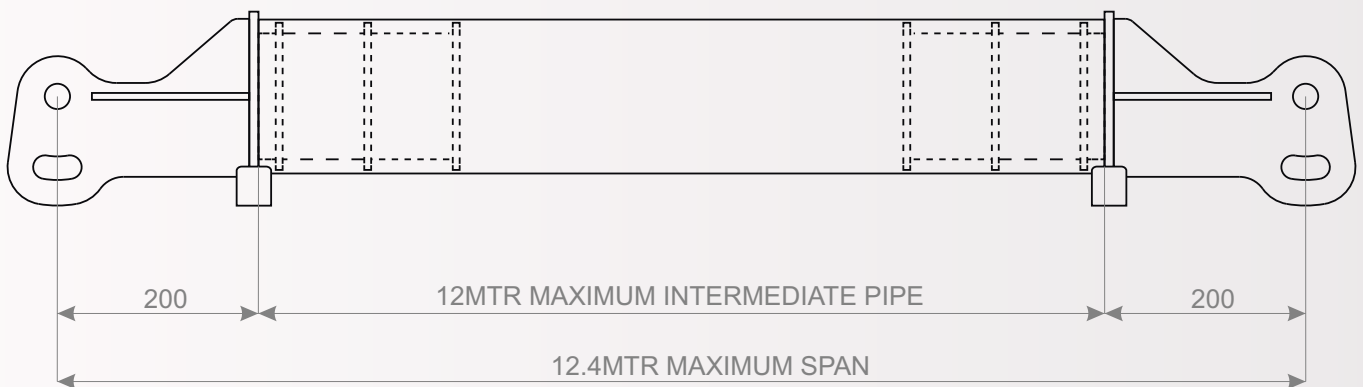 200
12MTR MAXIMUM INTERMEDIATE PIPE
200
12.4MTR MAXIMUM SPAN